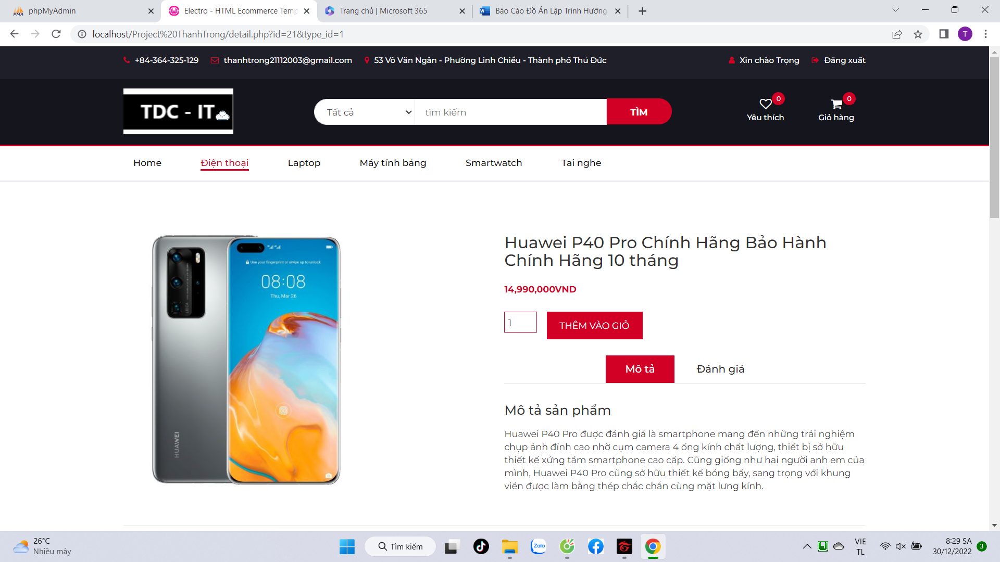 phpMyAdmin
Electro - HTML Ecommerce Temp
Trang chủ | Microsoft 365
Báo Cáo Đồ Án Lập Trình Hướng
localhost/Project%20ThanhTrong/detail.php?id=21&type_id=1
T
+84-364-325-129
thanhtrong21112003@gmail.com
53 Võ Văn Ngân - Phường Linh Chiểu - Thành phố Thủ Đức
Xin chào Trọng
Đăng xuất
TDC - IT
Tất cả
tìm kiếm
TÌM
0
Yêu thích
0
Giỏ hàng
Home
Điện thoại
Laptop
Máy tính bảng
Smartwatch
Tai nghe
Use your fingerprint or swipe up to unlock
08:08
Thu, Mar 26
LEICA
HUAWEI
Huawei P40 Pro Chính Hãng Bảo Hành
Chính Hãng 10 tháng
14,990,000VND
1
THÊM VÀO GIỎ
Mô tả
Đánh giá
Mô tả sản phẩm
Huawei P40 Pro được đánh giá là smartphone mang đến những trải nghiệm
chụp ảnh đỉnh cao nhờ cụm camera 4 ống kính chất lượng, thiết bị sở hữu
thiết kế xứng tầm smartphone cao cấp. Cũng giống như hai người anh em của
mình, Huawei P40 Pro cũng sở hữu thiết kế bóng bẩy, sang trọng với khung
viền được làm bằng thép chắc chắn cùng mặt lưng kính.
26°C
Nhiều mây
Tìm kiếm
Zalo
VIE
TL
8:29 SA
30/12/2022
3